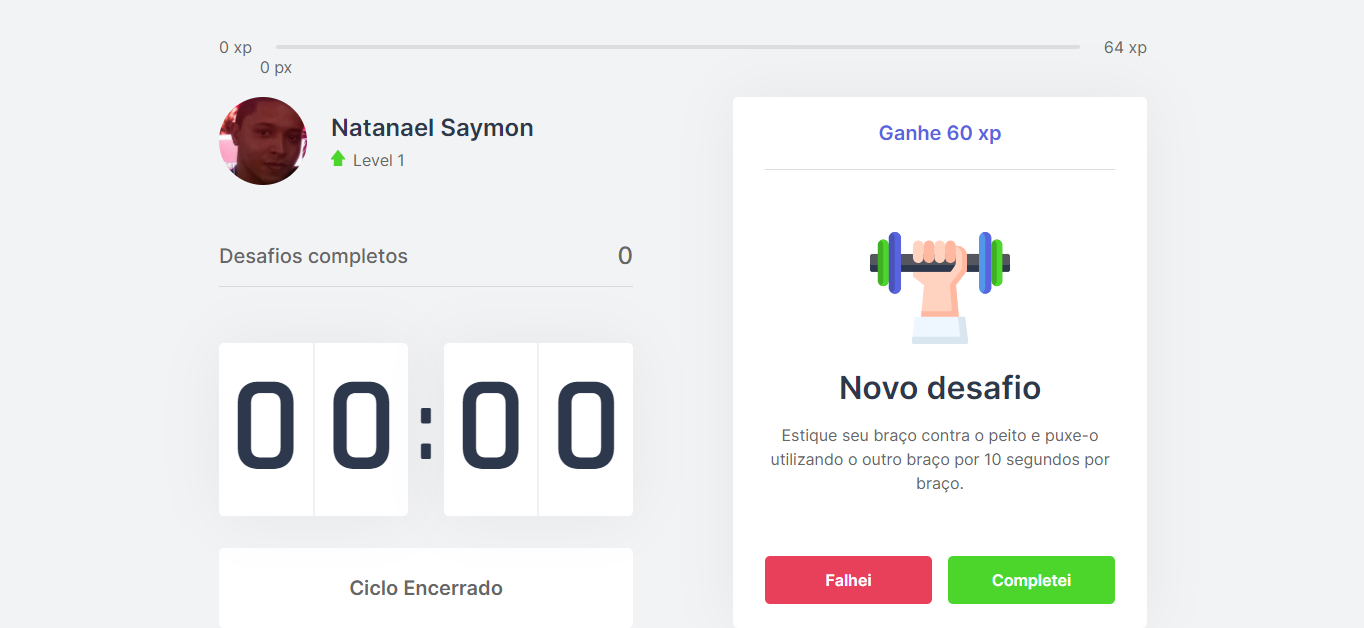 0 xp
64 xp
0 px
Natanael Saymon
Level 1
Desafios completos
0
00:00
Ciclo Encerrado
Ganhe 60 xp
Novo desafio
Estique seu braço contra o peito e puxe-o
utilizando o outro braço por 10 segundos por
braço.
Falhei
Completei